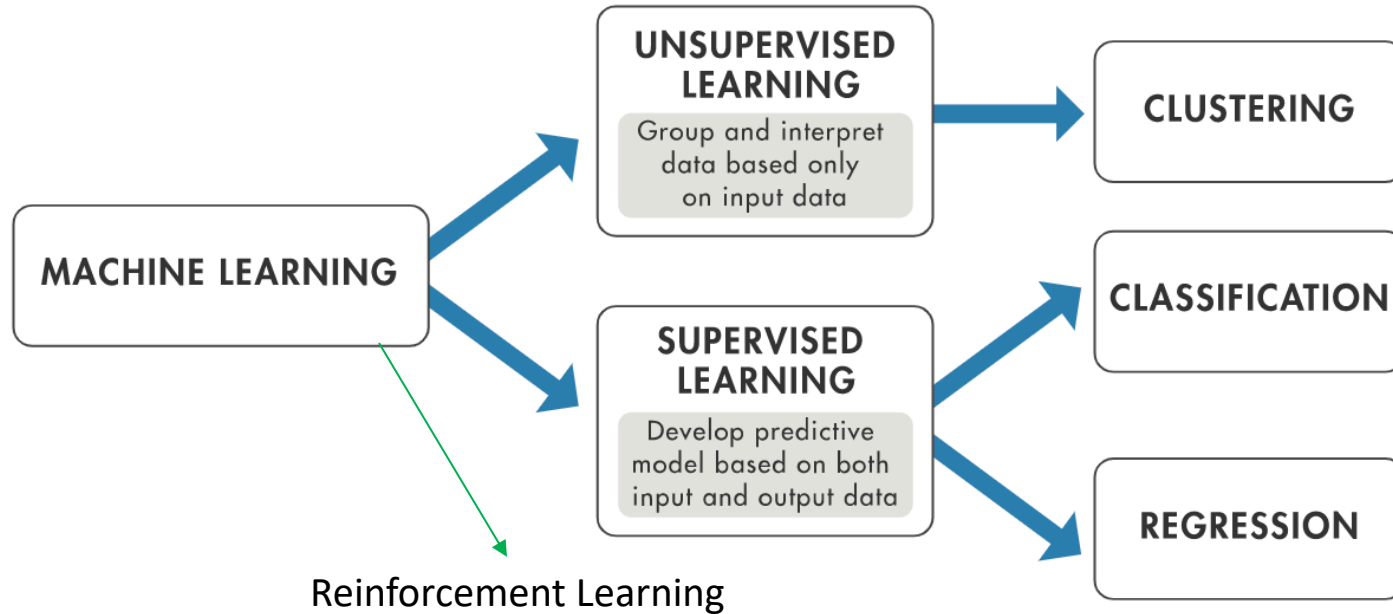 MACHINE LEARNING
UNSUPERVISED
LEARNING
Group and interpret
data based only
on input data
CLUSTERING
SUPERVISED
LEARNING
Develop predictive
model based on both
input and output data
CLASSIFICATION
REGRESSION
Reinforcement Learning